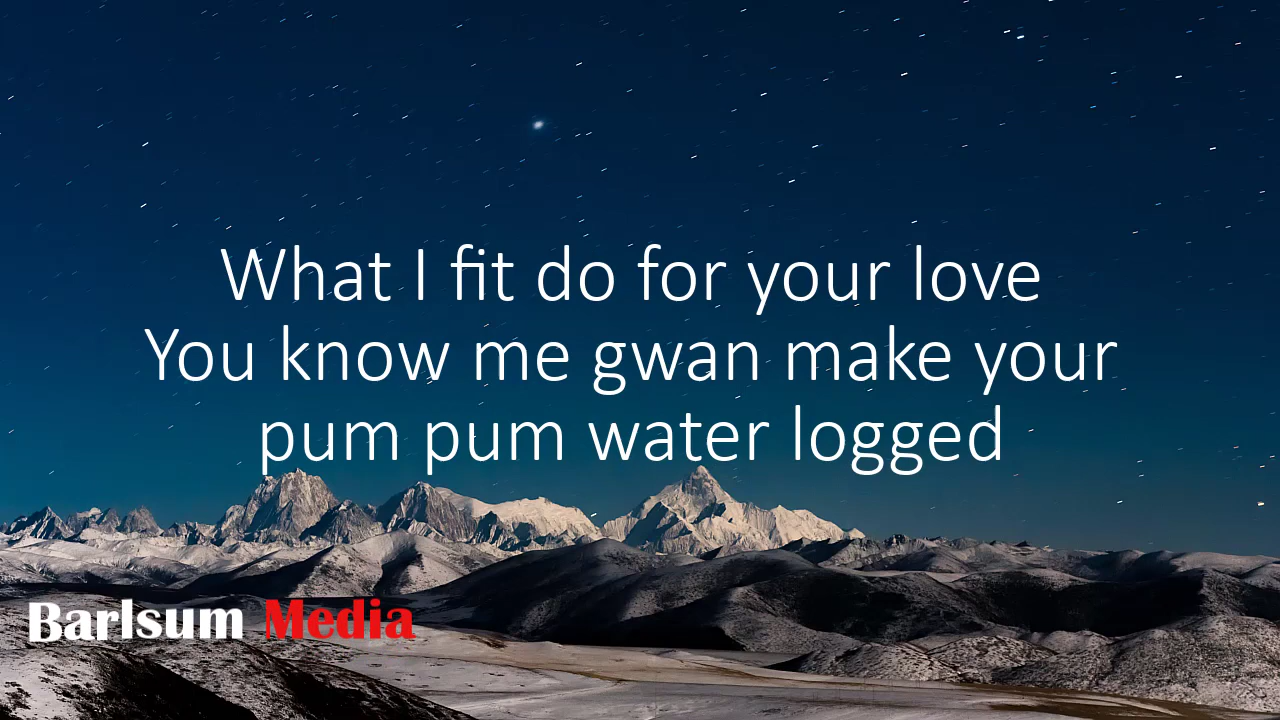 What I fit do for your love
You know me gwan make your
pum pum water logged
Barlsum Media